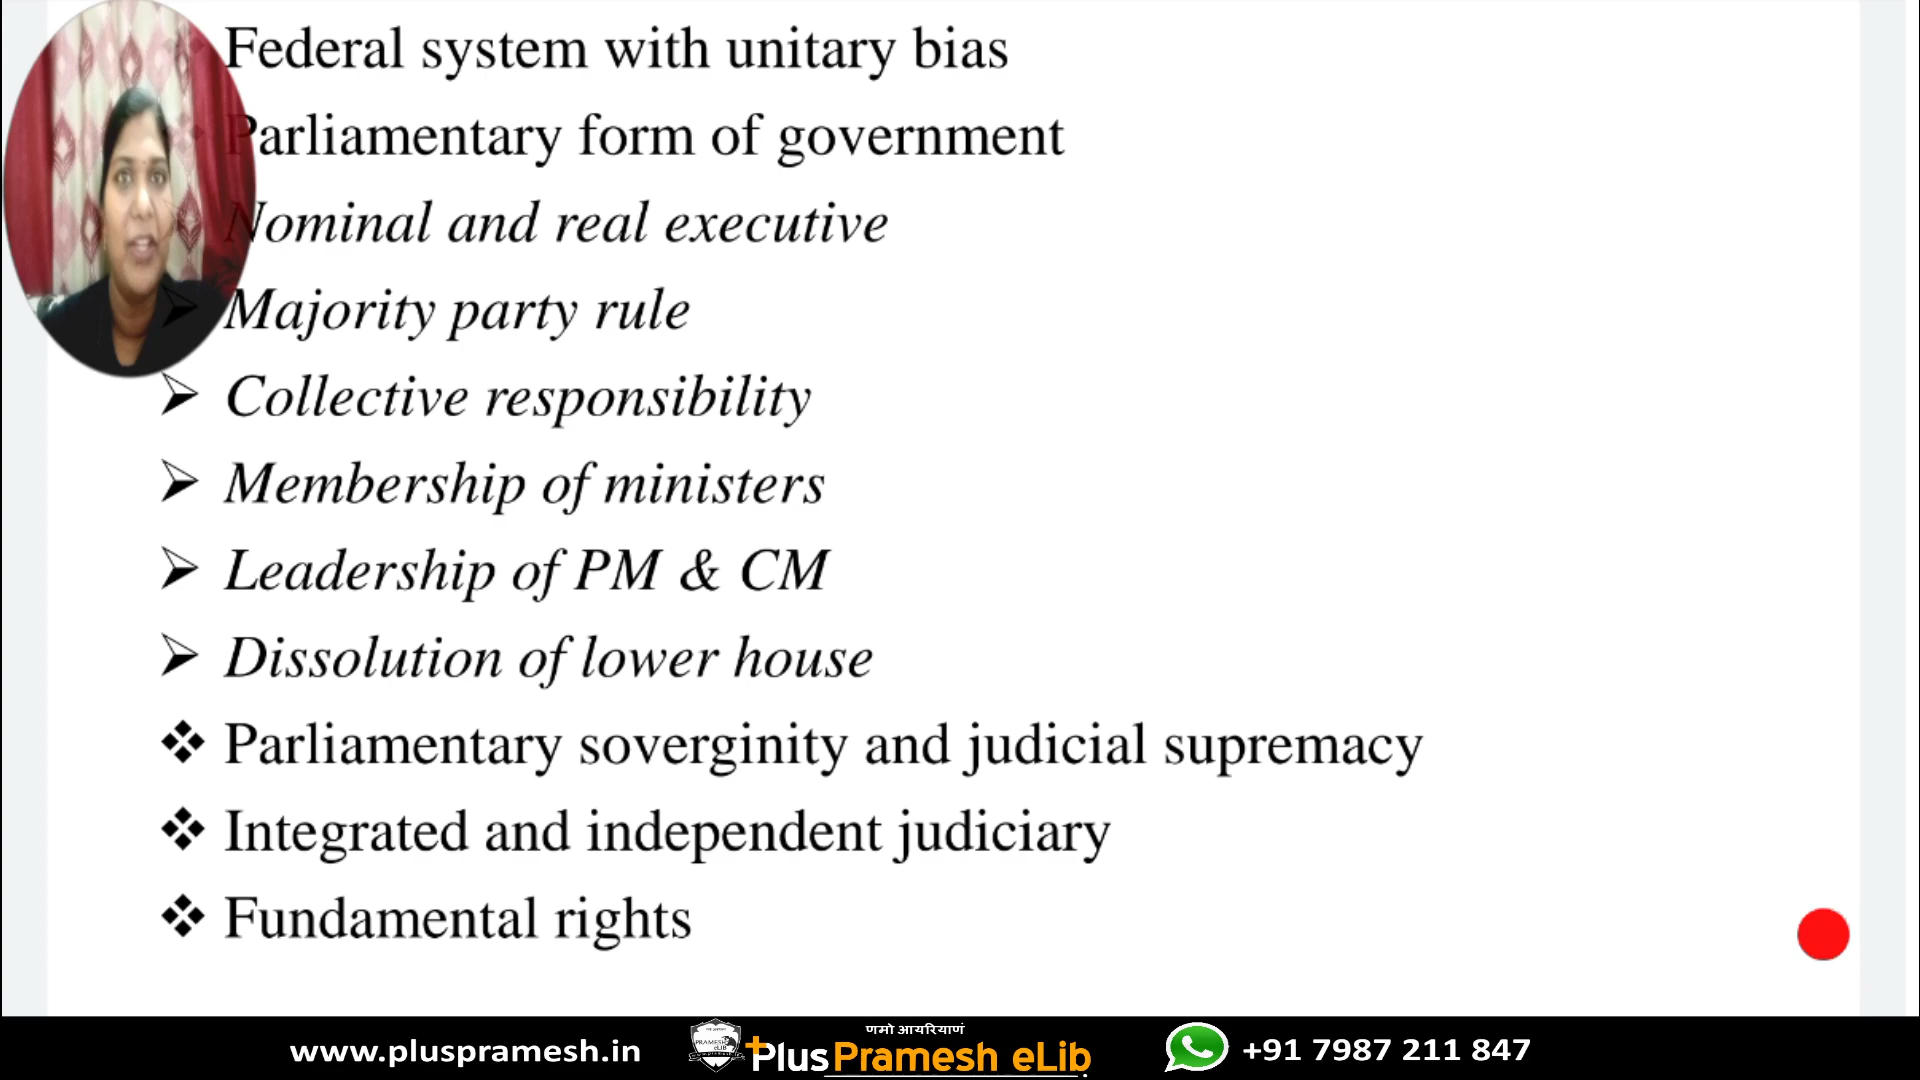 Federal system with unitary bias
Parliamentary form of government
Nominal and real executive
Majority party rule
Collective responsibility
Membership of ministers
Leadership of PM & CM
Dissolution of lower house
Parliamentary soverginity and judicial supremacy
Integrated and independent judiciary
Fundamental rights
णमो आयरियाणं
www.pluspramesh.in
PRAMESH eLib
+Plus Pramesh eLib
+91 7987 211 847